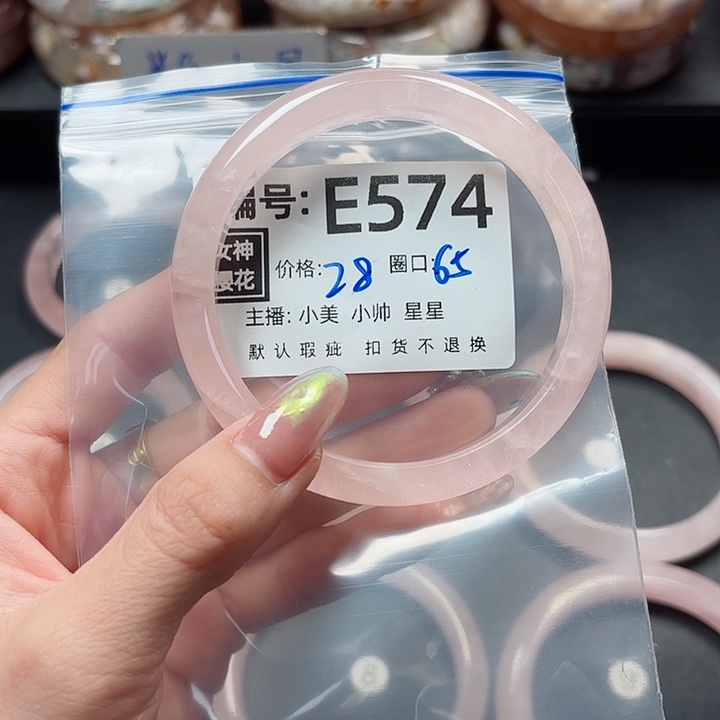 编号: E574
女神
樱花
价格: 28 圈口: 65
主播: 小美 小帅 星星
默认瑕疵 扣货不退换